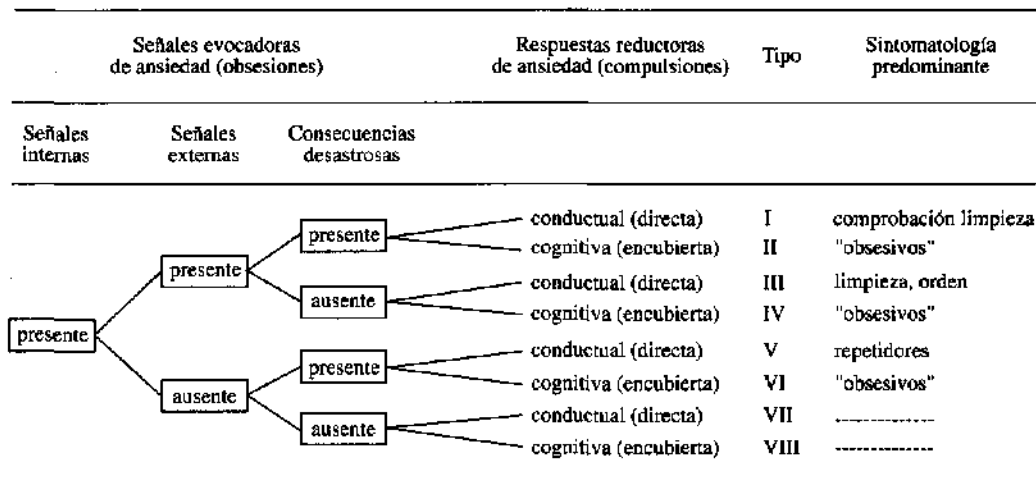 Señales evocadoras
de ansiedad (obsesiones)
Respuestas reductoras
de ansiedad (compulsiones)
Tipo
Sintomatología
predominante
Señales
internas
Señales
externas
Consecuencias
desastrosas
presente
presente
ausente
presente
ausente
presente
ausente
conductual (directa) I comprobación limpieza
cognitiva (encubierta) II "obsesivos"
conductual (directa) III limpieza, orden
cognitiva (encubierta) IV "obsesivos"
conductual (directa) V repetidores
cognitiva (encubierta) VI "obsesivos"
conductual (directa) VII -------------
cognitiva (encubierta) VIII -------------